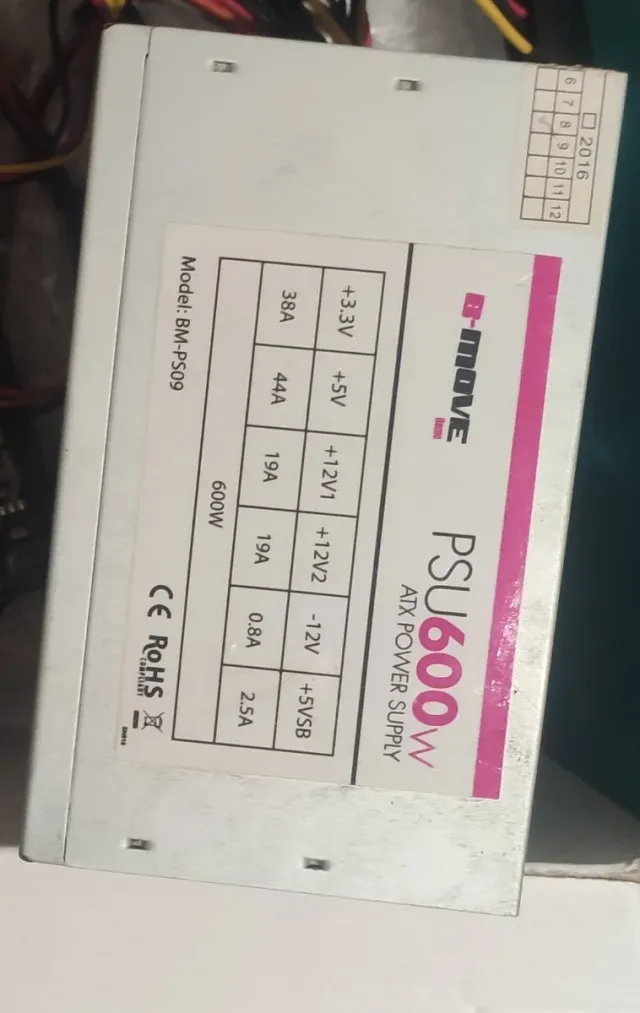 2016
6 7 8 9 10 11 12
B-MOVE
PSU600W
ATX POWER SUPPLY
+3.3V +5V +12V1 +12V2 -12V +5VSB
38A 44A 19A 19A 0.8A 2.5A
600W
Model: BM-PS09
CE RoHS
COMPLIANT